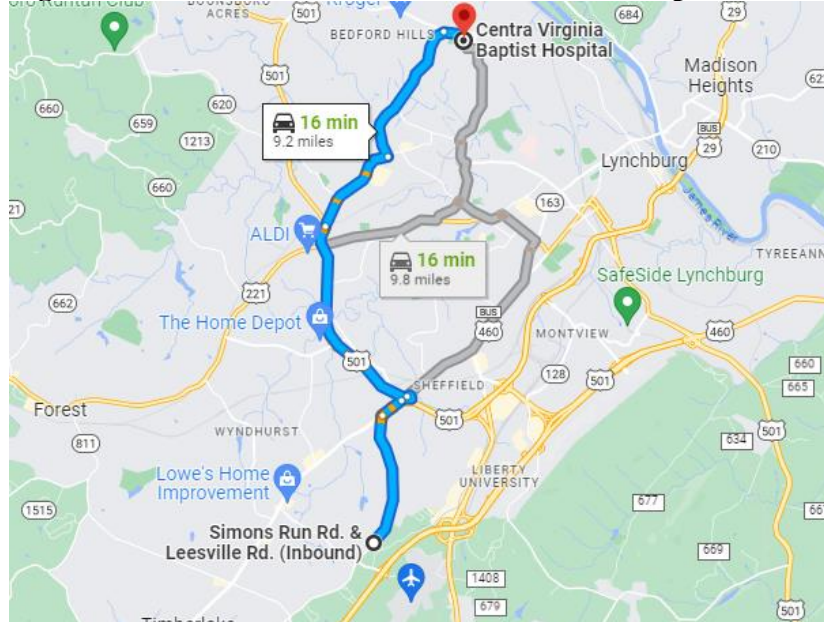 BOONSBORO
ACRES
501
Kroger
BEDFORD HILLS
Centra Virginia
Baptist Hospital
684
29
Madison
Heights
501
660
620
659
1213
16 min
9.2 miles
BUS
29
210
Lynchburg
660
163
James River
ALDI
16 min
9.8 miles
TYREEANN
221
SafeSide Lynchburg
662
The Home Depot
BUS
460
MONTVIEW
460
501
SHEFFIELD
128
501
660
665
Forest
501
811
WYNDHURST
634
501
LIBERTY
UNIVERSITY
Lowe's Home
Improvement
677
1515
Simons Run Rd. &
Leesville Rd. (Inbound)
669
1408
679
501
Timberlake